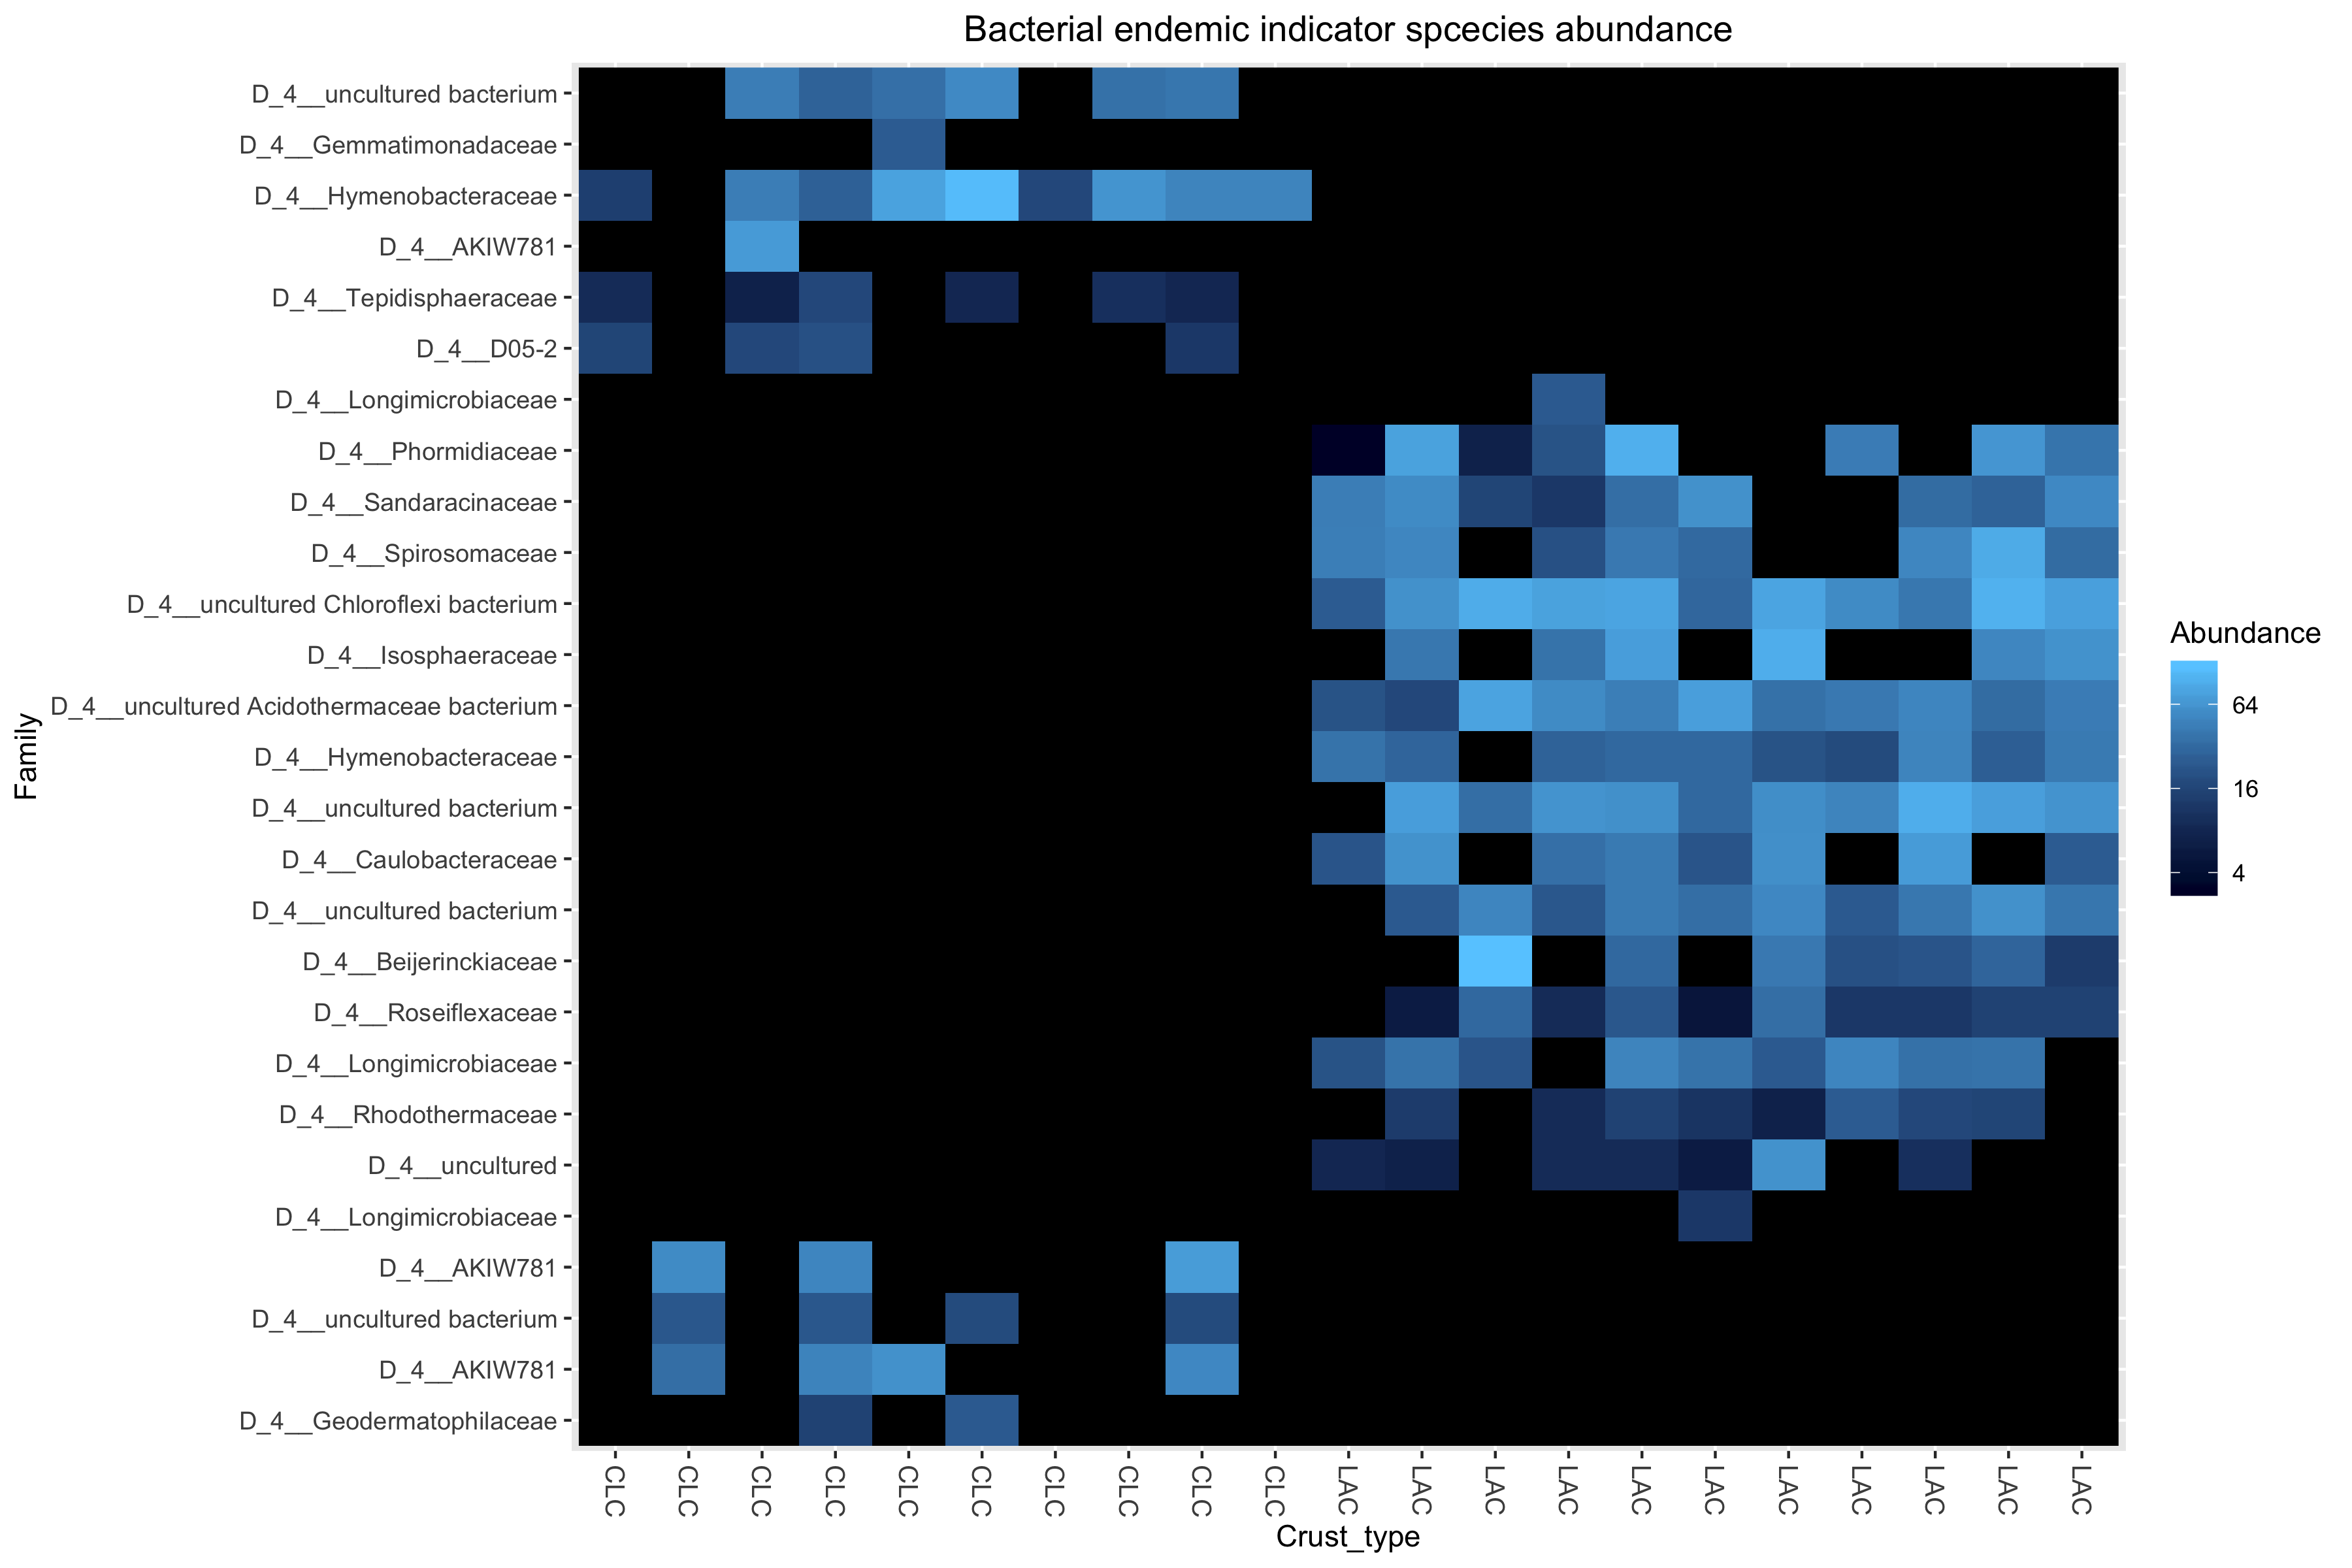 Bacterial endemic indicator spcecies abundance
D_4__uncultured bacterium
D_4__Gemmatimonadaceae
D_4__Hymenobacteraceae
D_4__AKIW781
D_4__Tepidisphaeraceae
D_4__D05-2
D_4__Longimicrobiaceae
D_4__Phormidiaceae
D_4__Sandaracinaceae
D_4__Spirosomaceae
D_4__uncultured Chloroflexi bacterium
D_4__Isosphaeraceae
D_4__uncultured Acidothermaceae bacterium
D_4__Hymenobacteraceae
D_4__uncultured bacterium
D_4__Caulobacteraceae
D_4__uncultured bacterium
D_4__Beijerinckiaceae
D_4__Roseiflexaceae
D_4__Longimicrobiaceae
D_4__Rhodothermaceae
D_4__uncultured
D_4__Longimicrobiaceae
D_4__AKIW781
D_4__uncultured bacterium
D_4__AKIW781
D_4__Geodermatophilaceae
Family
CLC
CLC
CLC
CLC
CLC
CLC
CLC
CLC
CLC
CLC
LAC
LAC
LAC
LAC
LAC
LAC
LAC
LAC
LAC
LAC
LAC
Crust_type
Abundance
64
16
4